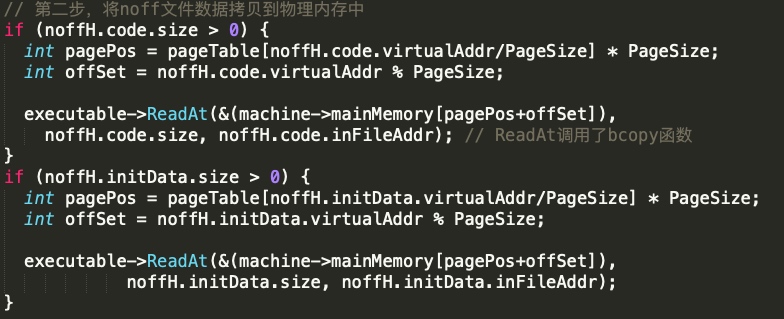 // 第二步，将noff文件数据拷贝到物理内存中
if (noffH.code.size > 0) {
  int pagePos = pageTable[noffH.code.virtualAddr/PageSize] * PageSize;
  int offSet = noffH.code.virtualAddr % PageSize;

  executable->ReadAt(&(machine->mainMemory[pagePos+offSet]),
    noffH.code.size, noffH.code.inFileAddr); // ReadAt调用了bcopy函数
}
if (noffH.initData.size > 0) {
  int pagePos = pageTable[noffH.initData.virtualAddr/PageSize] * PageSize;
  int offSet = noffH.initData.virtualAddr % PageSize;

  executable->ReadAt(&(machine->mainMemory[pagePos+offSet]),
            noffH.initData.size, noffH.initData.inFileAddr);
}